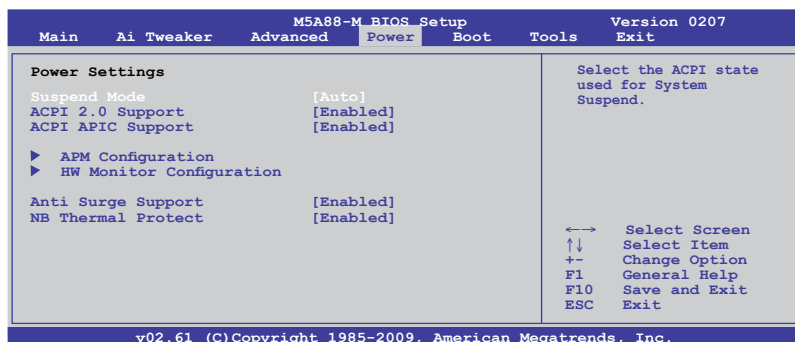 M5A88-M BIOS Setup Version 0207
Main Ai Tweaker Advanced Power Boot Tools Exit
Power Settings
Suspend Mode [Auto]
ACPI 2.0 Support [Enabled]
ACPI APIC Support [Enabled]
▶ APM Configuration
▶ HW Monitor Configuration
Anti Surge Support [Enabled]
NB Thermal Protect [Enabled]
Select the ACPI state
used for System
Suspend.
←→ Select Screen
↑↓ Select Item
+- Change Option
F1 General Help
F10 Save and Exit
ESC Exit
v02.61 (C)Copyright 1985-2009, American Megatrends, Inc.